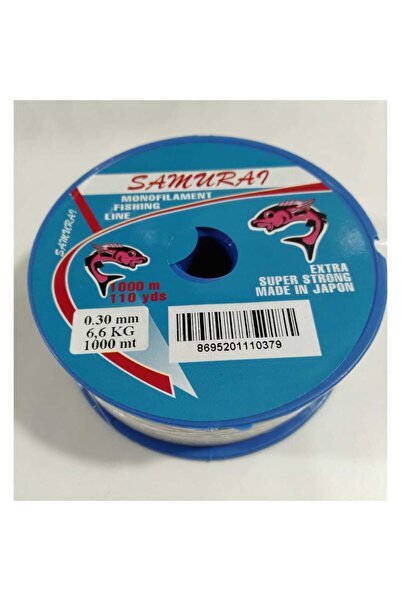 SAMURAI
MONOFILAMENT
FISHING
LINE
SAMURAI
1000 m
110 yds
EXTRA
SUPER STRONG
MADE IN JAPON
0.30 mm
6,6 KG
1000 mt
8695201110379